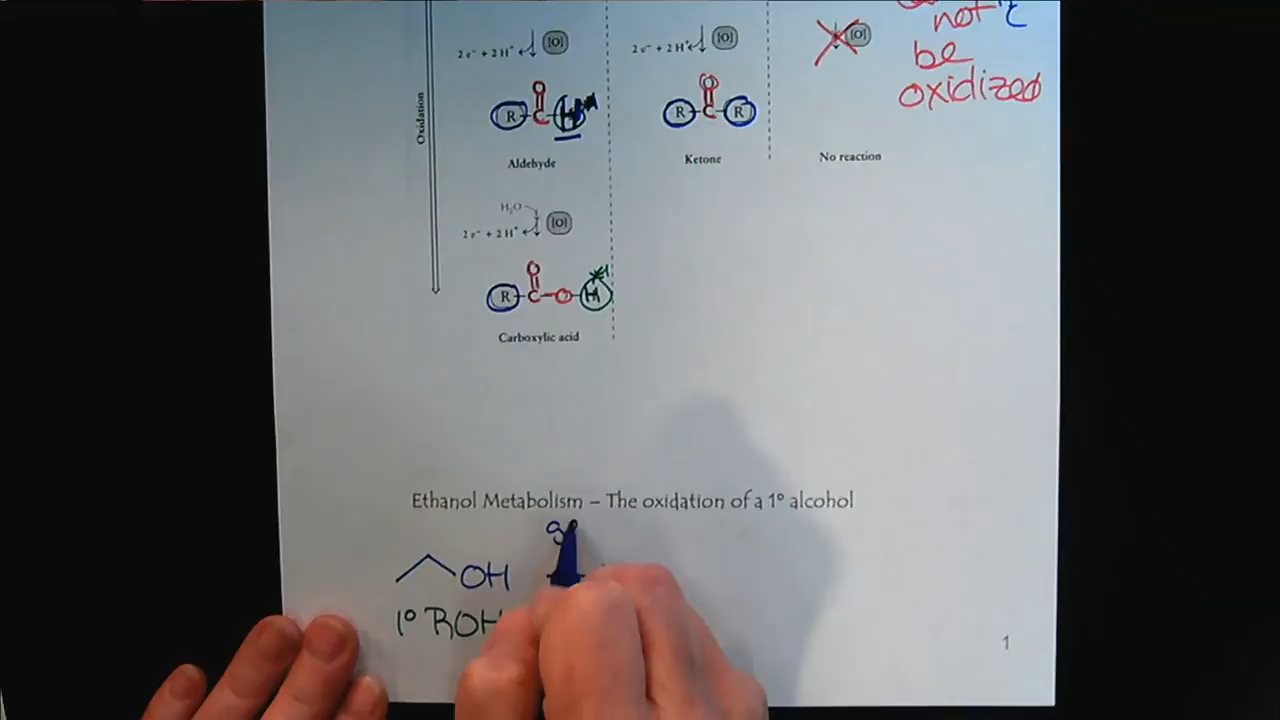 not
be
oxidized
2 e⁻ + 2 H⁺ [O]
2 e⁻ + 2 H⁺ [O]
[O]
Oxidation
O
R C H
O
R C R
Aldehyde
Ketone
No reaction
H₂O
2 e⁻ + 2 H⁺ [O]
O
R C O H
Carboxylic acid
Ethanol Metabolism – The oxidation of a 1° alcohol
OH
1° ROH
1